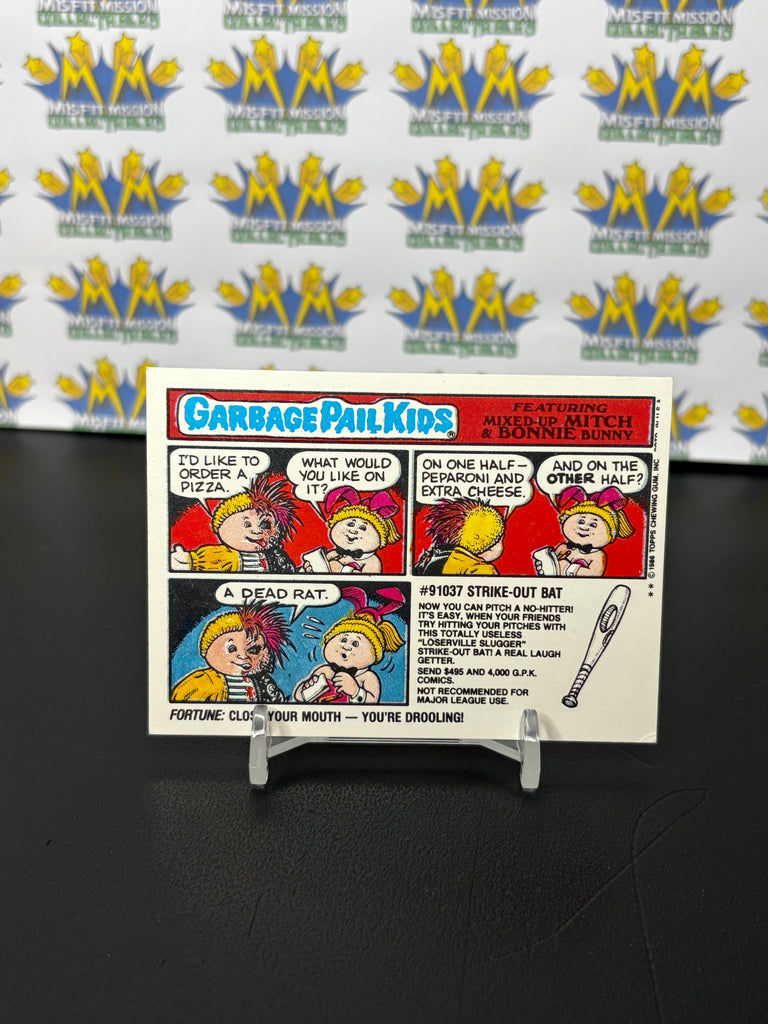 MISFIT MISSION
COLLECTIBLES
GARBAGE PAIL KIDS®
FEATURING
MIXED-UP MITCH
& BONNIE BUNNY
I'D LIKE TO
ORDER A
PIZZA.
WHAT WOULD
YOU LIKE ON
IT?
ON ONE HALF—
PEPARONI AND
EXTRA CHEESE.
AND ON THE
OTHER HALF?
A DEAD RAT.
#91037 STRIKE-OUT BAT
NOW YOU CAN PITCH A NO-HITTER!
IT'S EASY, WHEN YOUR FRIENDS
TRY HITTING YOUR PITCHES WITH
THIS TOTALLY USELESS
"LOSERVILLE SLUGGER"
STRIKE-OUT BAT! A REAL LAUGH
GETTER.
SEND $495 AND 4,000 G.P.K.
COMICS.
NOT RECOMMENDED FOR
MAJOR LEAGUE USE.
FORTUNE: CLOSE YOUR MOUTH — YOU'RE DROOLING!
** © 1986 TOPPS CHEWING GUM, INC.